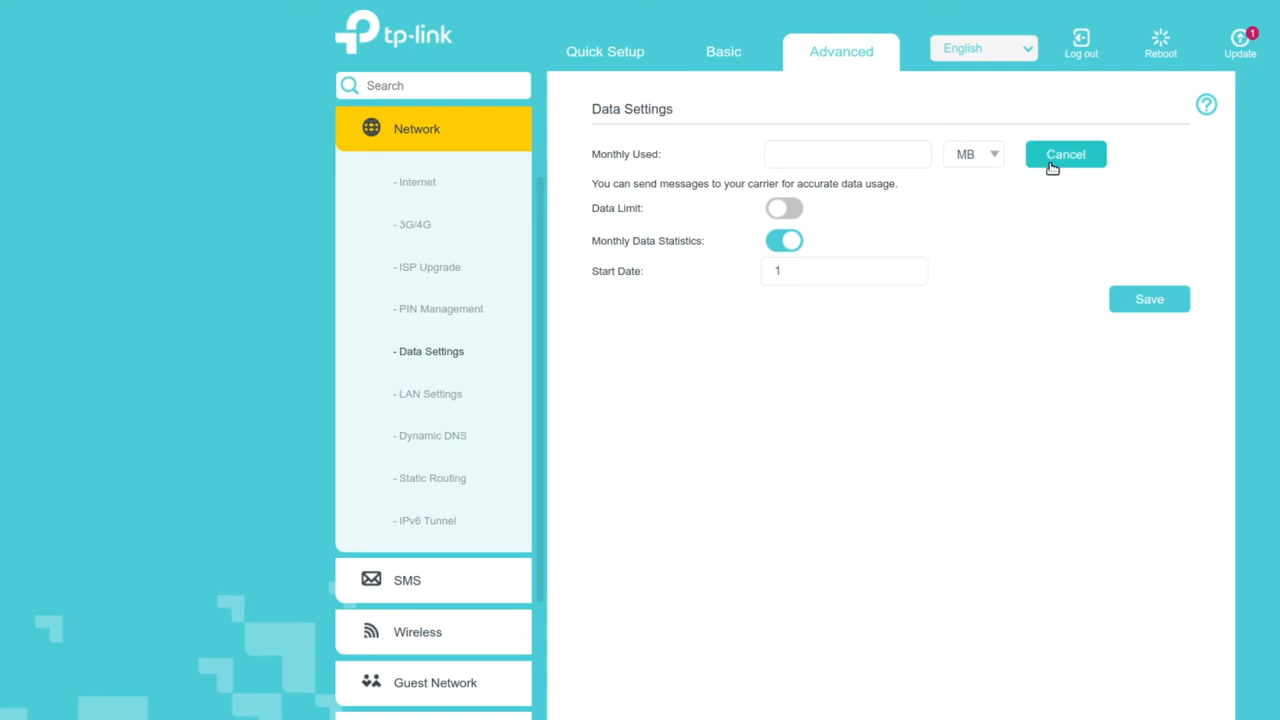 tp-link
Quick Setup
Basic
Advanced
English
Log out
Reboot
Update
1
Search
Network
- Internet
- 3G/4G
- ISP Upgrade
- PIN Management
- Data Settings
- LAN Settings
- Dynamic DNS
- Static Routing
- IPv6 Tunnel
SMS
Wireless
Guest Network
Data Settings
?
Monthly Used:
MB
Cancel
You can send messages to your carrier for accurate data usage.
Data Limit:
Monthly Data Statistics:
Start Date:
1
Save